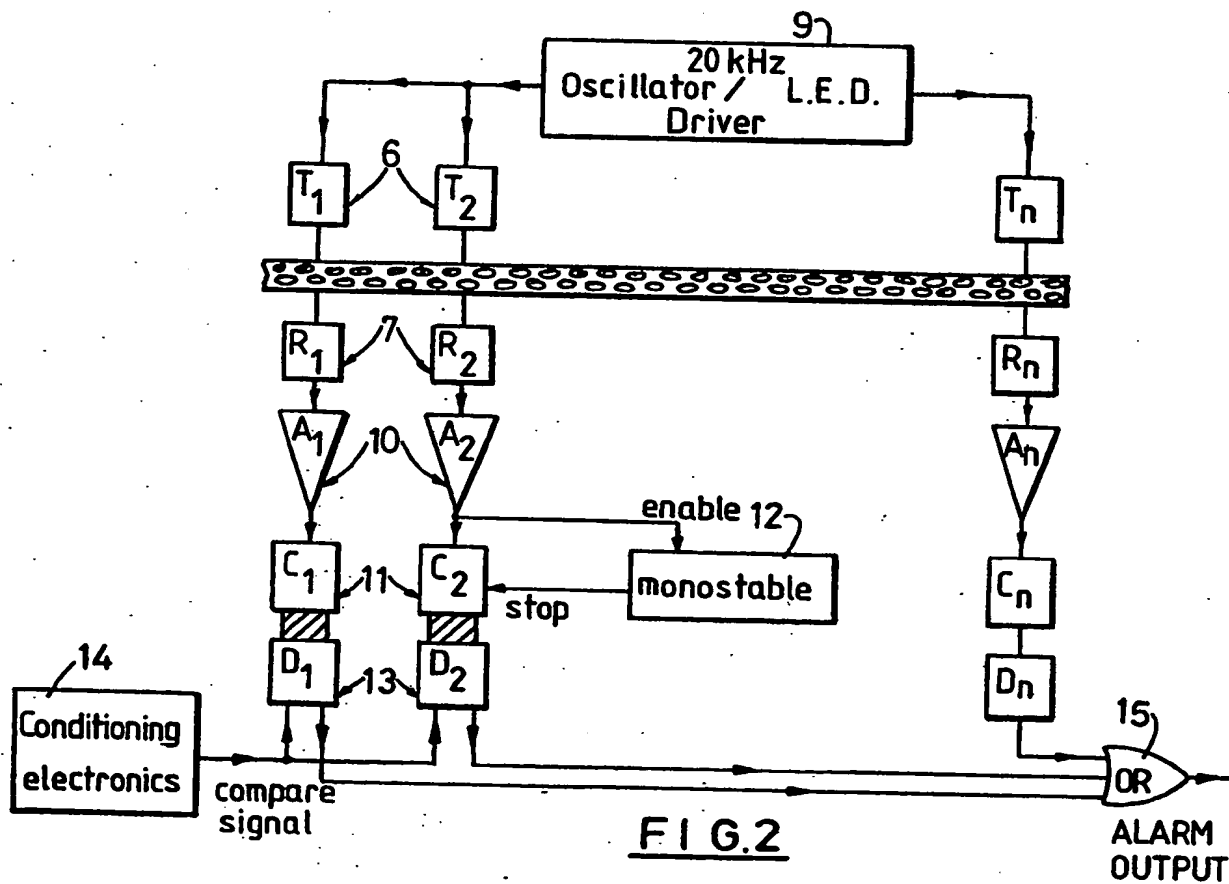 9
20 kHz
Oscillator / L.E.D.
Driver
6
T1
T2
Tn
7
R1
R2
Rn
10
A1
A2
An
enable 12
C1
11
C2
stop
monostable
Cn
14
D1
13
D2
Dn
15
Conditioning
electronics
compare
signal
OR
FIG.2
ALARM
OUTPUT